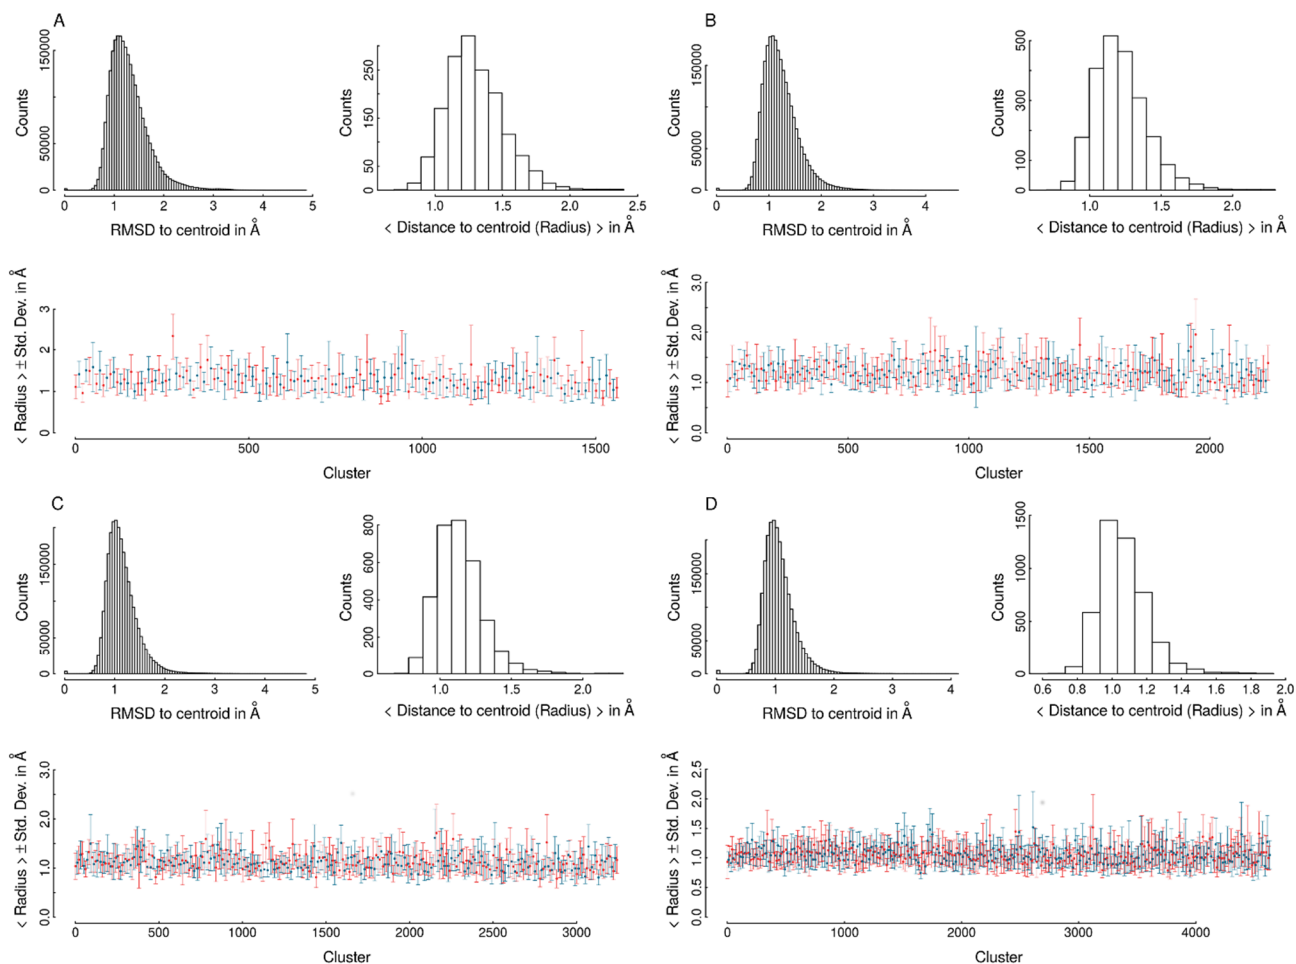 A
Counts
0 50000 150000
0 1 2 3 4 5
RMSD to centroid in Å
Counts
50 150 250
1.0 1.5 2.0 2.5
< Distance to centroid (Radius) > in Å
B
Counts
0 50000 150000
0 1 2 3 4
RMSD to centroid in Å
Counts
0 100 300 500
1.0 1.5 2.0
< Distance to centroid (Radius) > in Å
< Radius > ± Std. Dev. in Å
0 1 2 3
0 500 1000 1500
Cluster
< Radius > ± Std. Dev. in Å
0.0 1.0 2.0 3.0
0 500 1000 1500 2000
Cluster
C
Counts
0 50000 150000
0 1 2 3 4 5
RMSD to centroid in Å
Counts
0 200 400 600 800
1.0 1.5 2.0
< Distance to centroid (Radius) > in Å
D
Counts
0 50000 150000
0 1 2 3 4
RMSD to centroid in Å
Counts
0 500 1000 1500
0.6 0.8 1.0 1.2 1.4 1.6 1.8 2.0
< Distance to centroid (Radius) > in Å
< Radius > ± Std. Dev. in Å
0.0 1.0 2.0 3.0
0 500 1000 1500 2000 2500 3000
Cluster
< Radius > ± Std. Dev. in Å
0.0 0.5 1.0 1.5 2.0 2.5
0 1000 2000 3000 4000
Cluster